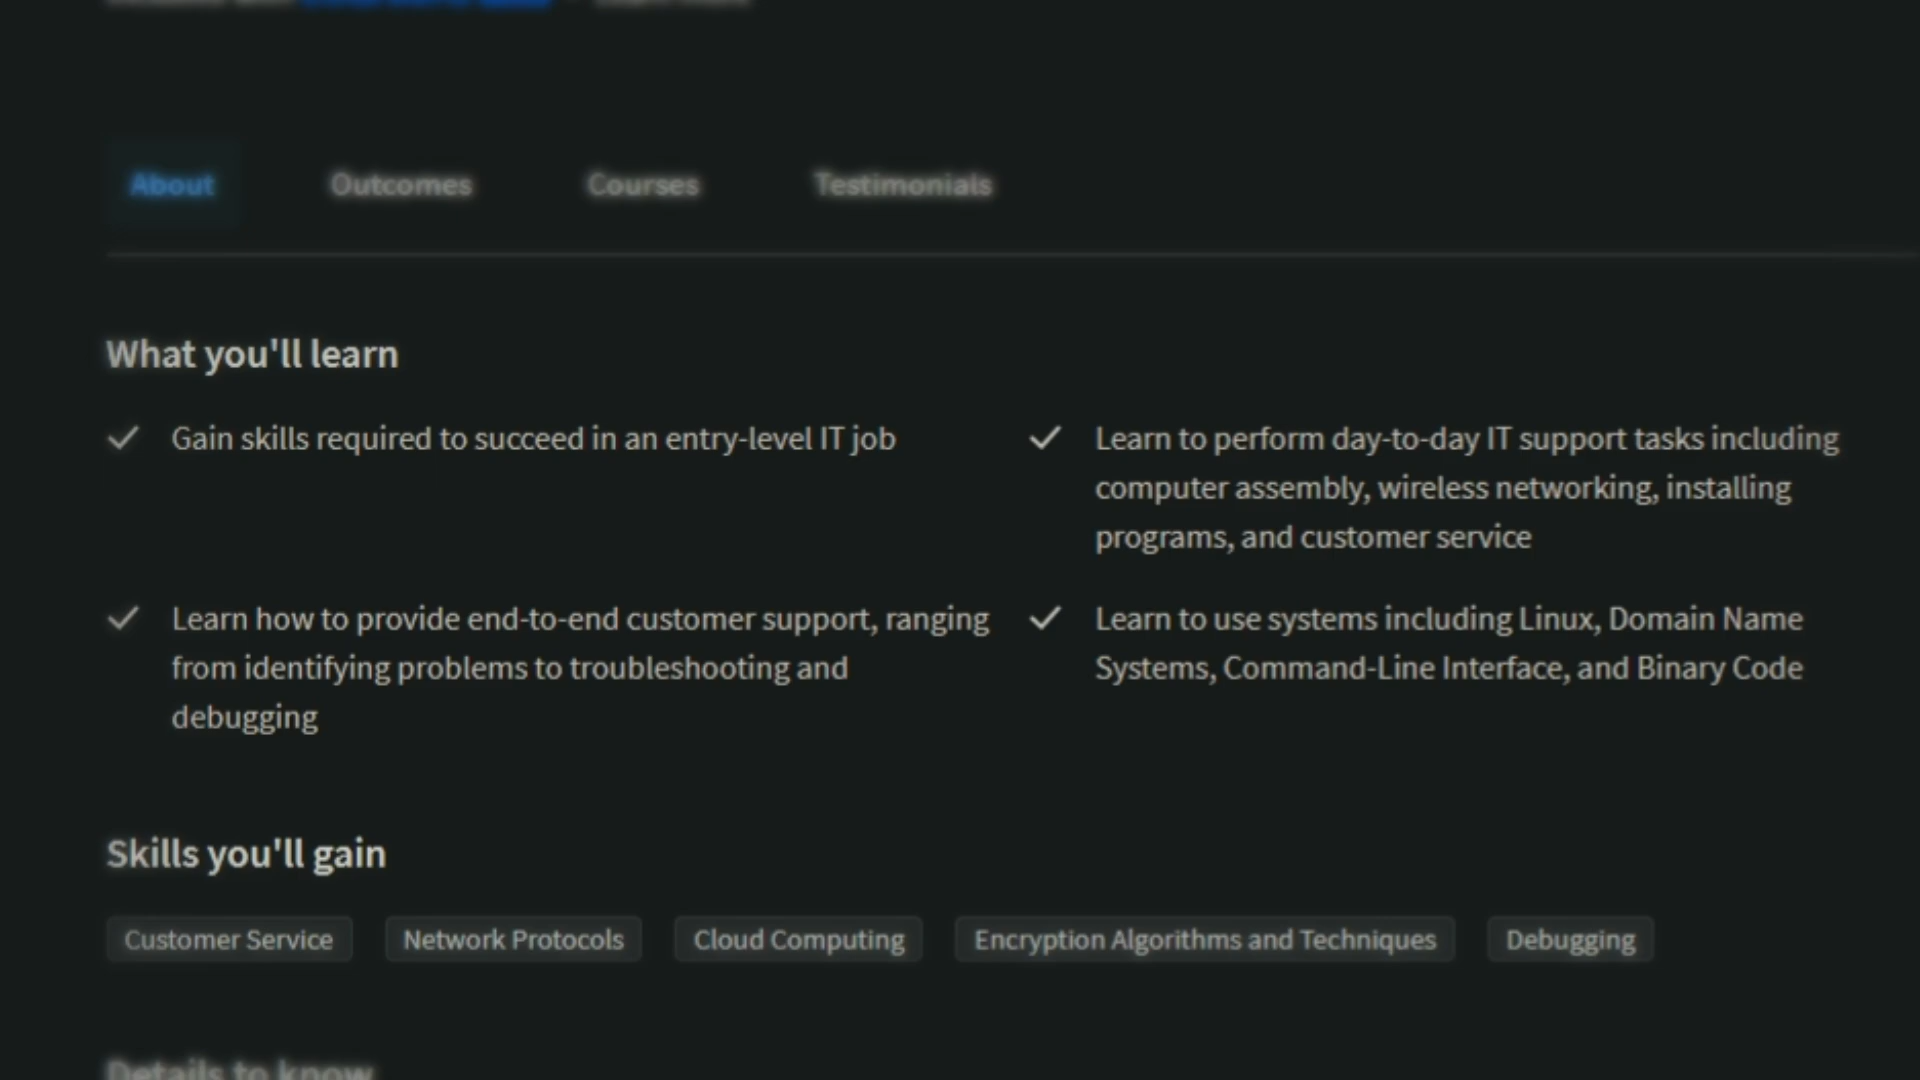 About Outcomes Courses Testimonials
What you'll learn
Gain skills required to succeed in an entry-level IT job
Learn to perform day-to-day IT support tasks including
computer assembly, wireless networking, installing
programs, and customer service
Learn how to provide end-to-end customer support, ranging
from identifying problems to troubleshooting and
debugging
Learn to use systems including Linux, Domain Name
Systems, Command-Line Interface, and Binary Code
Skills you'll gain
Customer Service Network Protocols Cloud Computing Encryption Algorithms and Techniques Debugging
Details to know